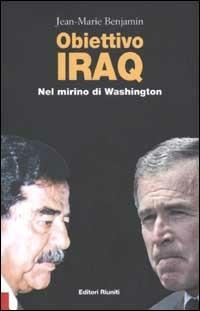 Jean-Marie Benjamin
Obiettivo
IRAQ
Nel mirino di Washington
Editori Riuniti